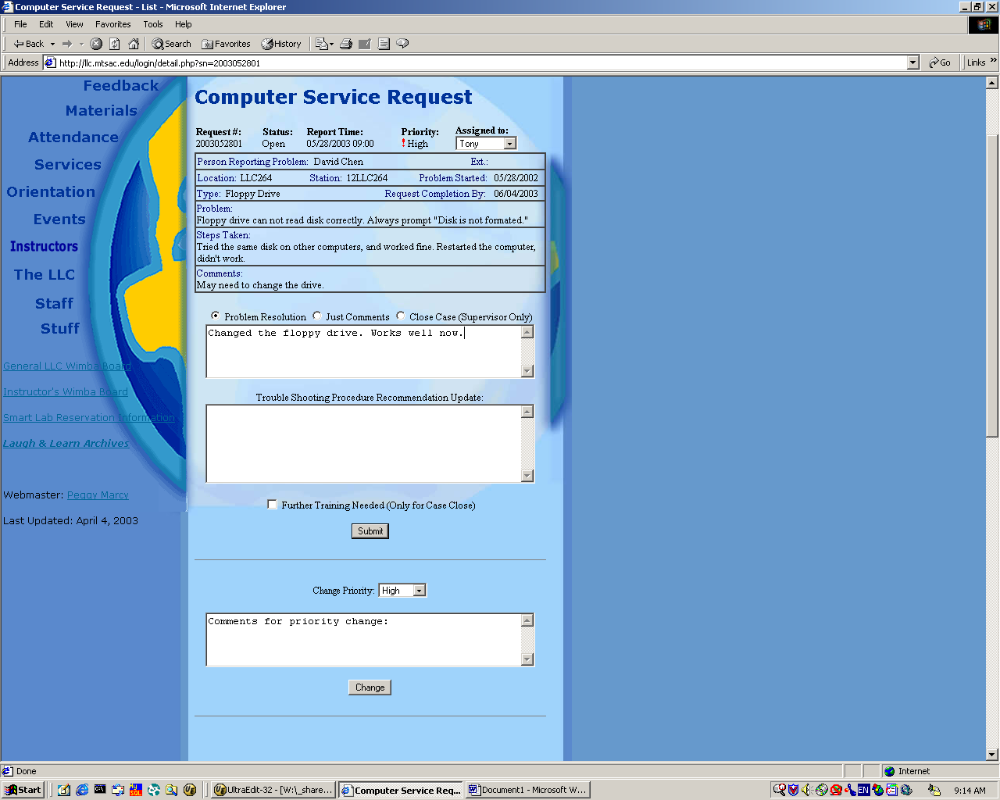 Computer Service Request - List - Microsoft Internet Explorer
File Edit View Favorites Tools Help
Back Search Favorites History
Address http://llc.mtsac.edu/login/detail.php?sn=2003052801 Go Links »
Feedback
Materials
Attendance
Services
Orientation
Events
Instructors
The LLC
Staff
Stuff
General LLC Wimba Board
Instructor's Wimba Board
Smart Lab Reservation Information
Laugh & Learn Archives
Webmaster: Peggy Marcy
Last Updated: April 4, 2003
Computer Service Request
Request #: Status: Report Time: Priority: Assigned to:
2003052801 Open 05/28/2003 09:00 ! High Tony
Person Reporting Problem: David Chen Ext.:
Location: LLC264 Station: 12LLC264 Problem Started: 05/28/2002
Type: Floppy Drive Request Completion By: 06/04/2003
Problem:
Floppy drive can not read disk correctly. Always prompt "Disk is not formated."
Steps Taken:
Tried the same disk on other computers, and worked fine. Restarted the computer,
didn't work.
Comments:
May need to change the drive.
Problem Resolution Just Comments Close Case (Supervisor Only)
Changed the floppy drive. Works well now.
Trouble Shooting Procedure Recommendation Update:
Further Training Needed (Only for Case Close)
Submit
Change Priority: High
Comments for priority change:
Change
Done Internet
Start UltraEdit-32 - [W:\_share... Computer Service Req... Document1 - Microsoft W... EN 9:14 AM